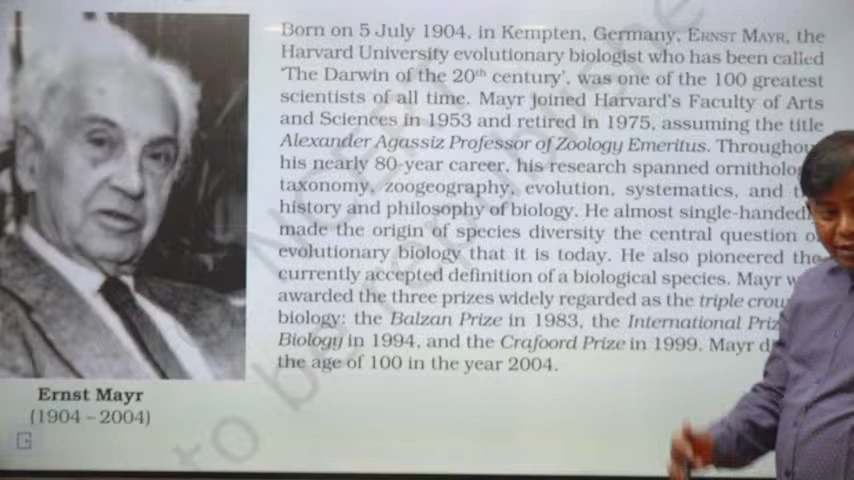 Born on 5 July 1904, in Kempten, Germany, ERNST MAYR, the
Harvard University evolutionary biologist who has been called
'The Darwin of the 20th century', was one of the 100 greatest
scientists of all time. Mayr joined Harvard's Faculty of Arts
and Sciences in 1953 and retired in 1975, assuming the title
Alexander Agassiz Professor of Zoology Emeritus. Throughou
his nearly 80-year career, his research spanned ornitholog
taxonomy, zoogeography, evolution, systematics, and t
history and philosophy of biology. He almost single-handed
made the origin of species diversity the central question o
evolutionary biology that it is today. He also pioneered the
currently accepted definition of a biological species. Mayr w
awarded the three prizes widely regarded as the triple crow
biology: the Balzan Prize in 1983, the International Priz
Biology in 1994, and the Crafoord Prize in 1999. Mayr d
the age of 100 in the year 2004.
Ernst Mayr
(1904 – 2004)
NCERT
to be republishe